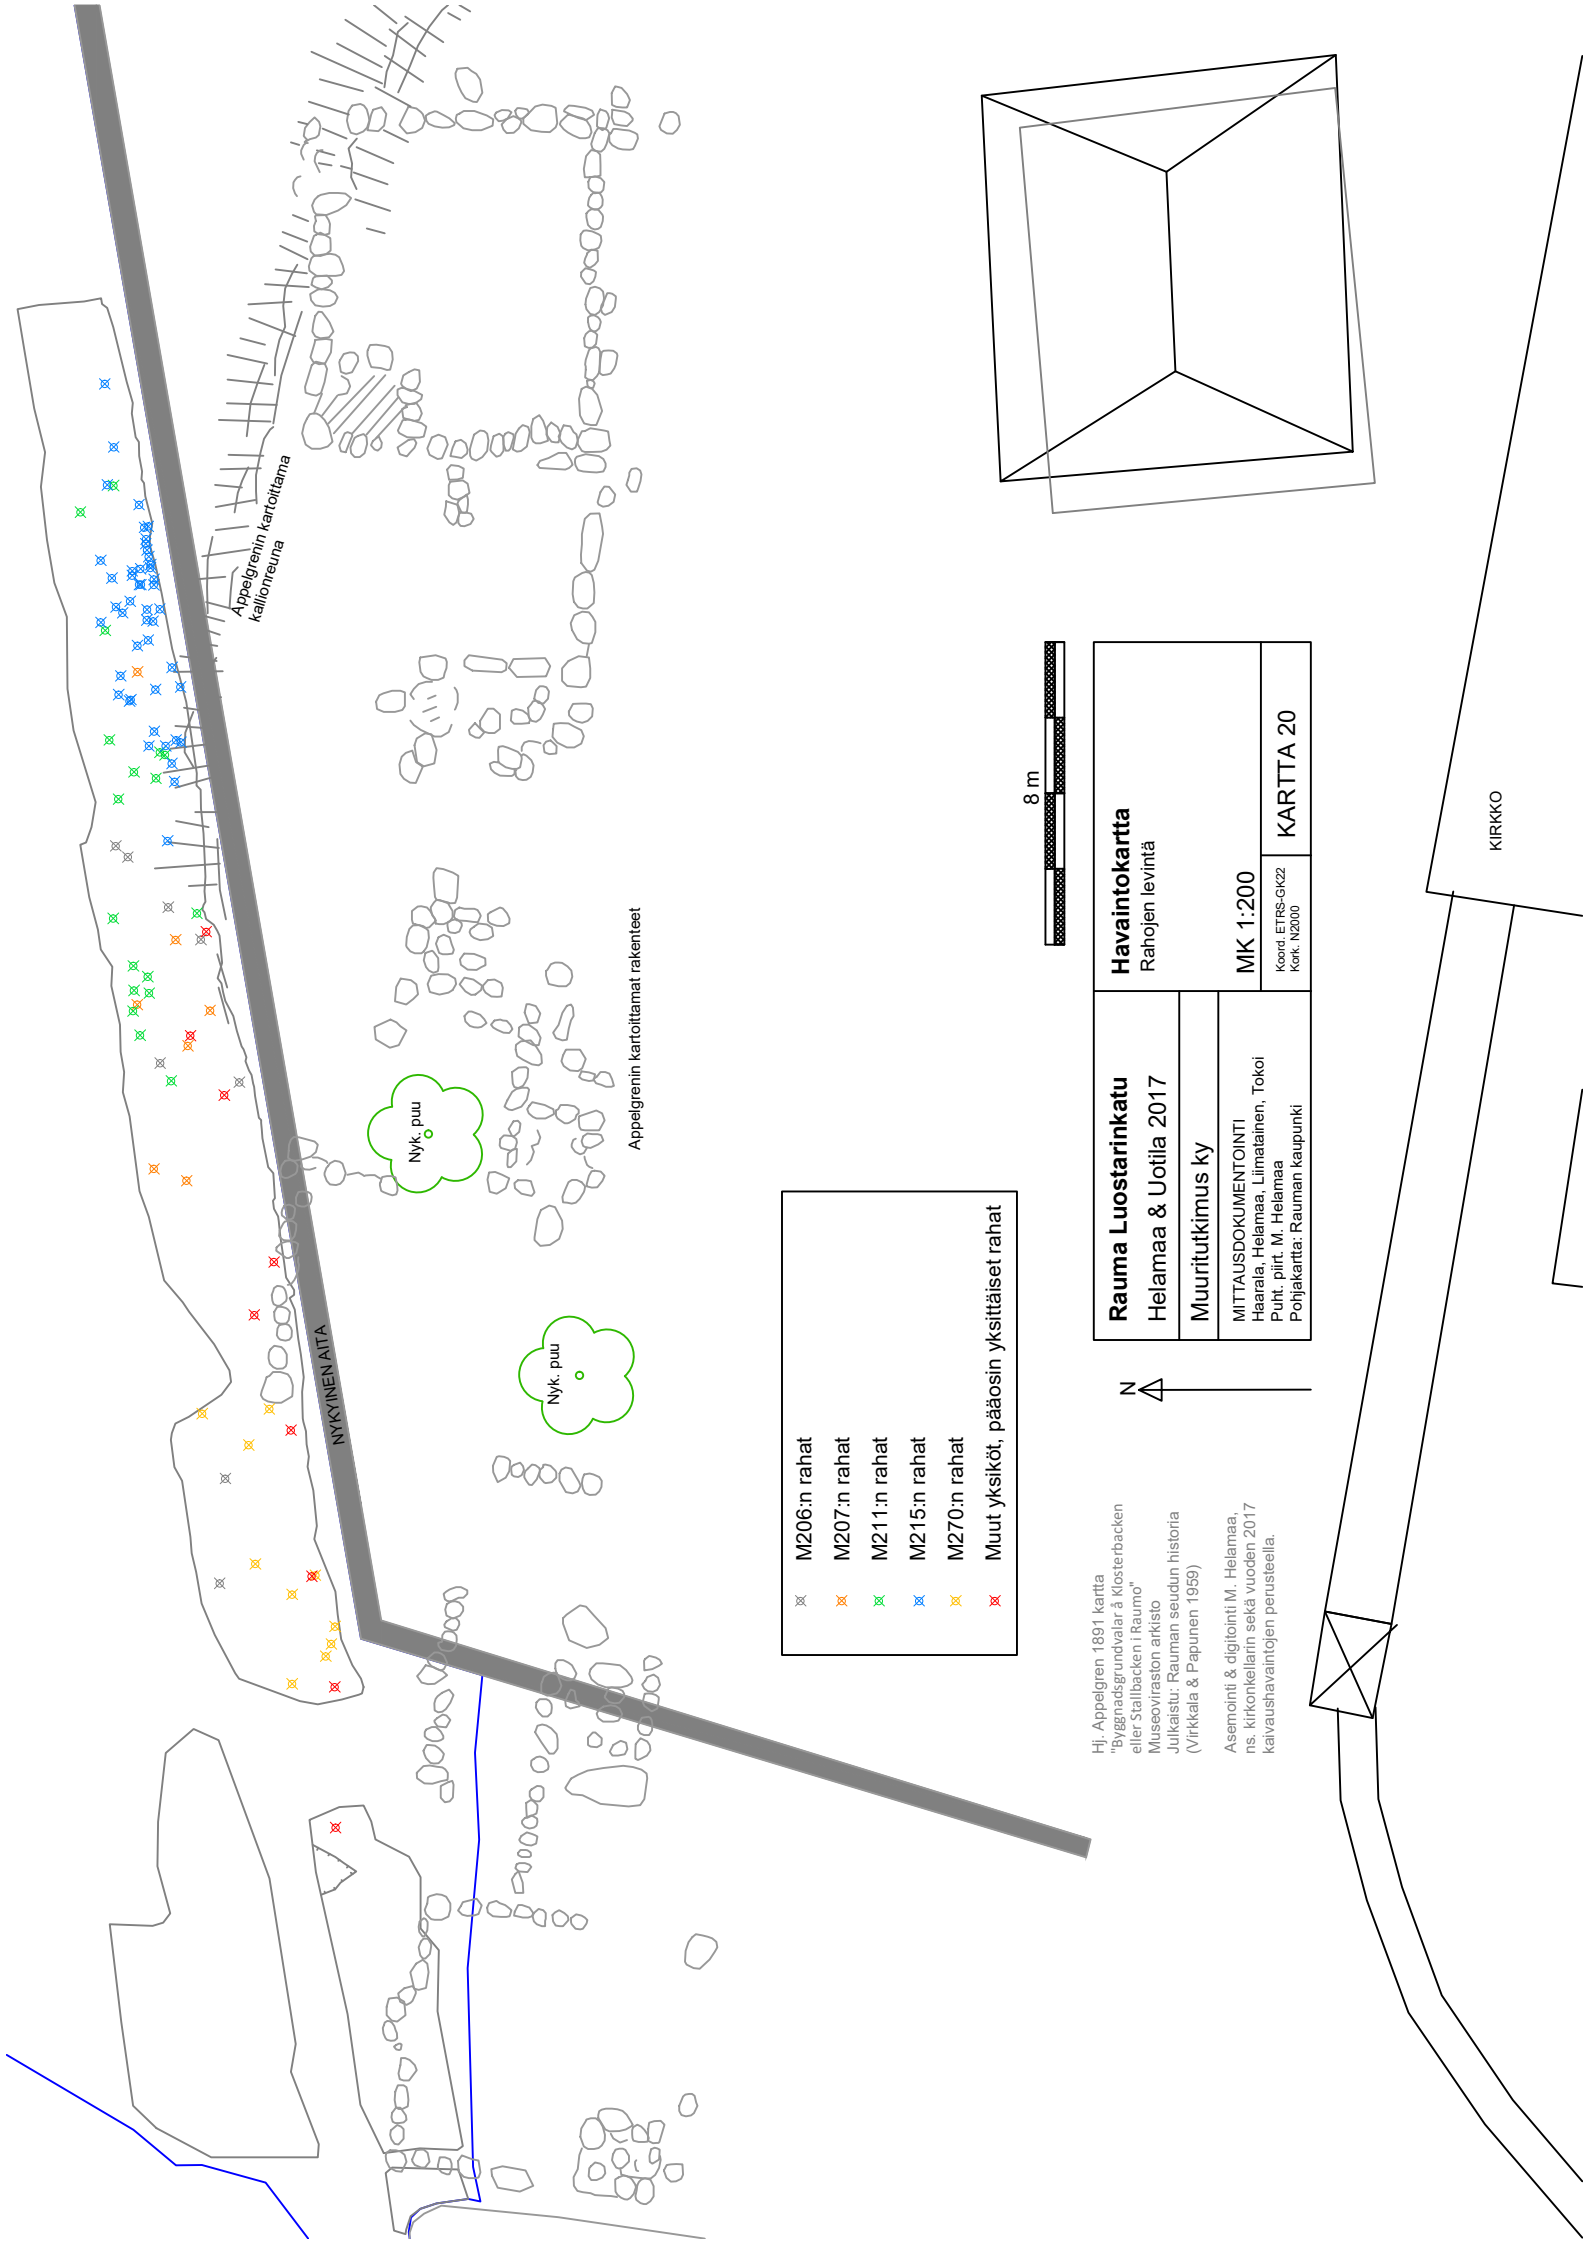 Appelgrenin kartoittama
kallionreuna
NYKYINEN AITA
Nyk. puu
Nyk. puu
Appelgrenin kartoittamat rakenteet
M206:n rahat
M207:n rahat
M211:n rahat
M215:n rahat
M270:n rahat
Muut yksiköt, pääosin yksittäiset rahat
8 m
N
Rauma Luostarinkatu
Helamaa & Uotila 2017
Muuritutkimus ky
MITTAUSDOKUMENTOINTI
Haarala, Helamaa, Liimatainen, Tokoi
Puht. piirt. M. Helamaa
Pohjakartta: Rauman kaupunki
Havaintokartta
Rahojen levintä
MK 1:200
Koord. ETRS-GK22
Kork. N2000
KARTTA 20
Hj. Appelgren 1891 kartta
"Byggnadsgrundvalar å Klosterbacken
eller Stallbacken i Raumo"
Museoviraston arkisto
Julkaistu: Rauman seudun historia
(Virkkala & Papunen 1959)
Asemointi & digitointi M. Helamaa,
ns. kirkonkellarin sekä vuoden 2017
kaivaushavaintojen perusteella.
KIRKKO